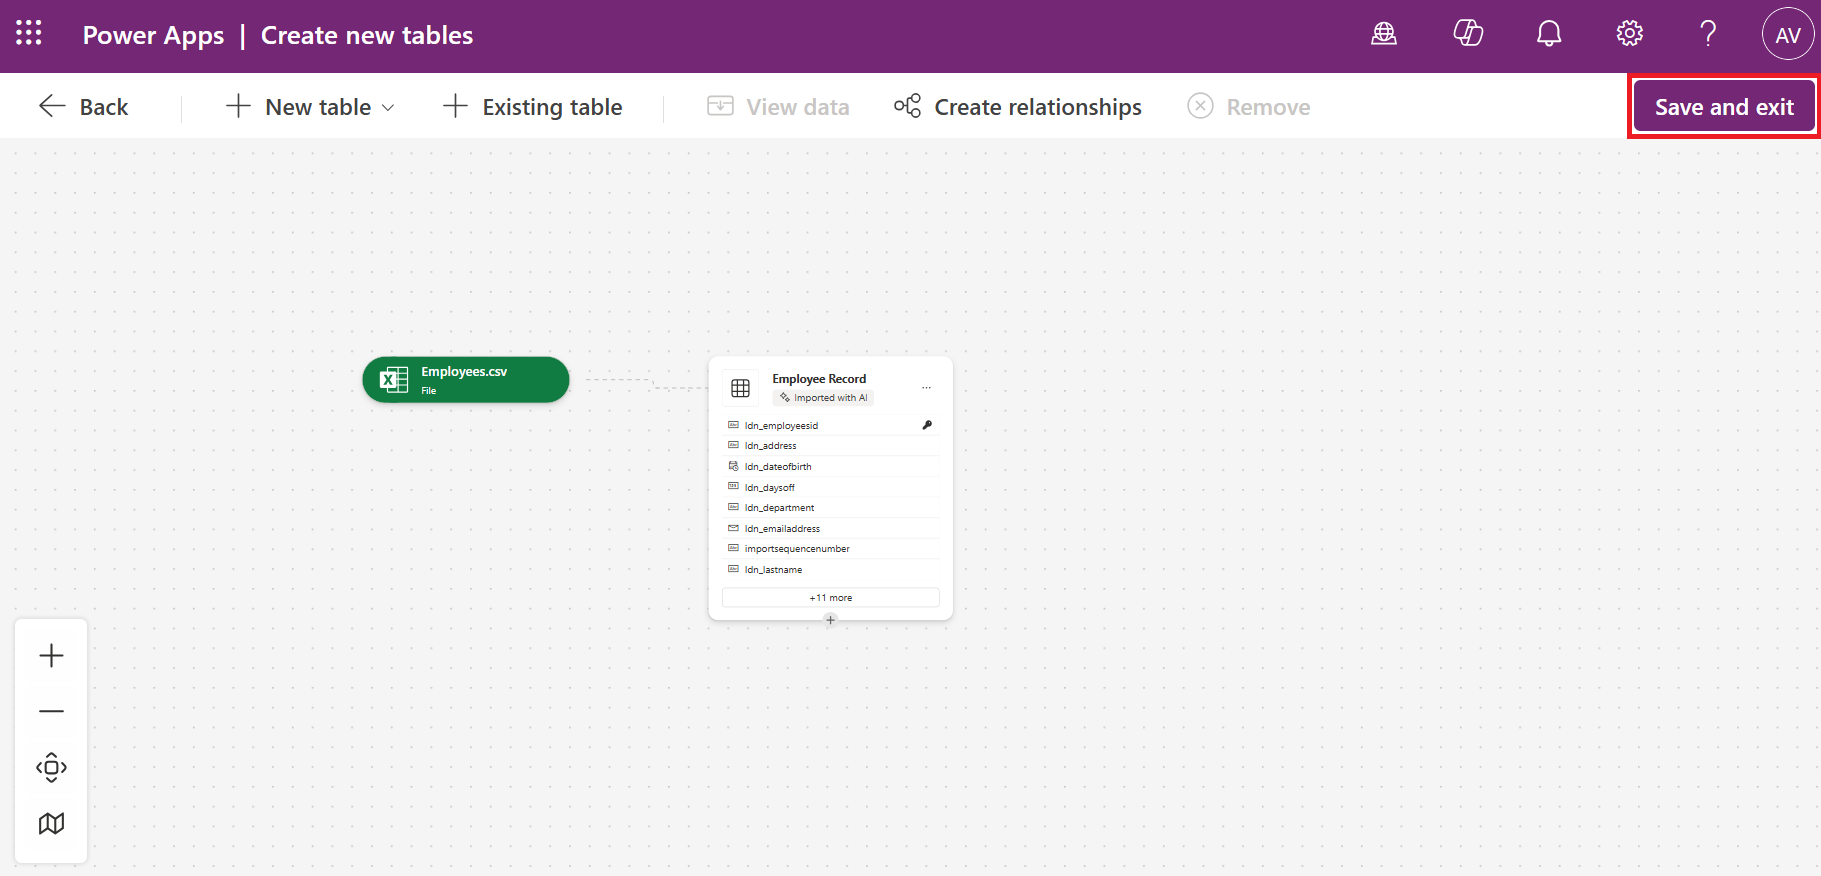 Power Apps | Create new tables
AV
Back
New table
Existing table
View data
Create relationships
Remove
Save and exit
Employees.csv
File
Employee Record
Imported with AI
ldn_employeesid
ldn_address
ldn_dateofbirth
ldn_daysoff
ldn_department
ldn_emailaddress
importsequencenumber
ldn_lastname
+11 more